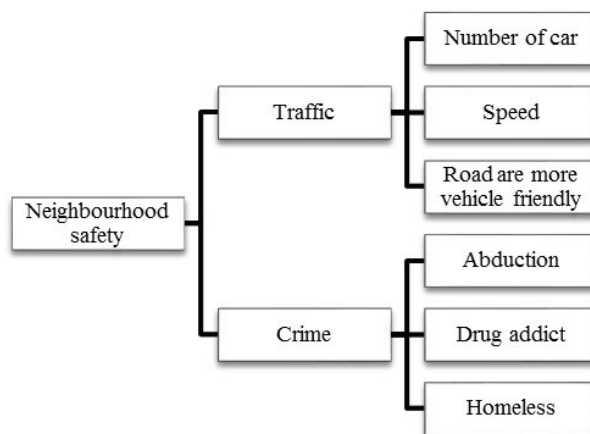 Number of car
Traffic
Speed
Road are more
vehicle friendly
Neighbourhood
safety
Abduction
Crime
Drug addict
Homeless